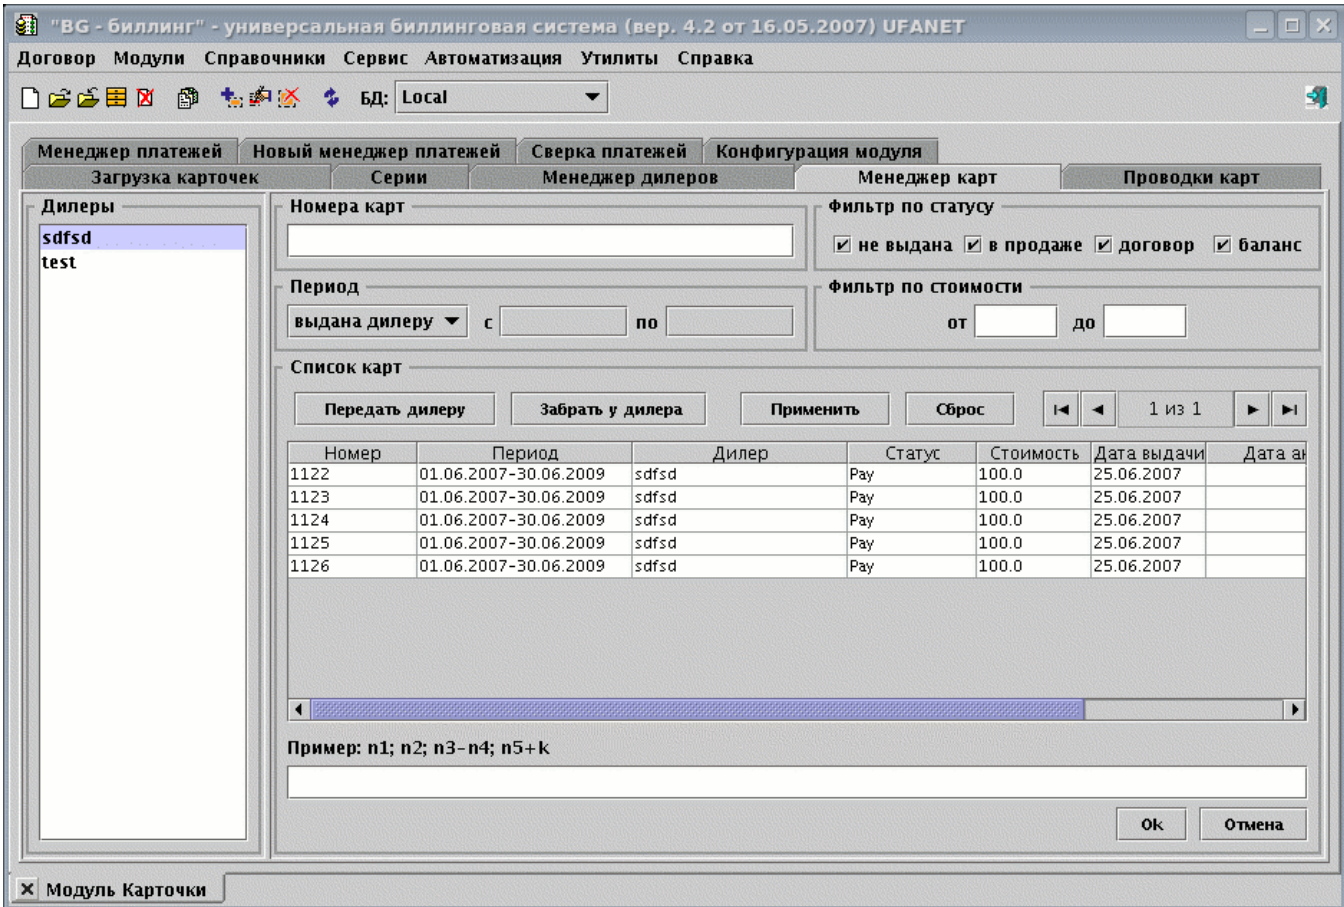 "BG - биллинг" - универсальная биллинговая система (вер. 4.2 от 16.05.2007) UFANET
Договор Модули Справочники Сервис Автоматизация Утилиты Справка
БД: Local
Менеджер платежей Новый менеджер платежей Сверка платежей Конфигурация модуля
Загрузка карточек Серии Менеджер дилеров Менеджер карт Проводки карт
Дилеры
sdfsd
test
Номера карт
Фильтр по статусу
не выдана в продаже договор баланс
Период
выдана дилеру с по
Фильтр по стоимости
от до
Список карт
Передать дилеру Забрать у дилера Применить Сброс 1 из 1
Номер Период Дилер Статус Стоимость Дата выдачи Дата ак
1122 01.06.2007-30.06.2009 sdfsd Pay 100.0 25.06.2007
1123 01.06.2007-30.06.2009 sdfsd Pay 100.0 25.06.2007
1124 01.06.2007-30.06.2009 sdfsd Pay 100.0 25.06.2007
1125 01.06.2007-30.06.2009 sdfsd Pay 100.0 25.06.2007
1126 01.06.2007-30.06.2009 sdfsd Pay 100.0 25.06.2007
Пример: n1; n2; n3-n4; n5+k
Ok Отмена
Модуль Карточки